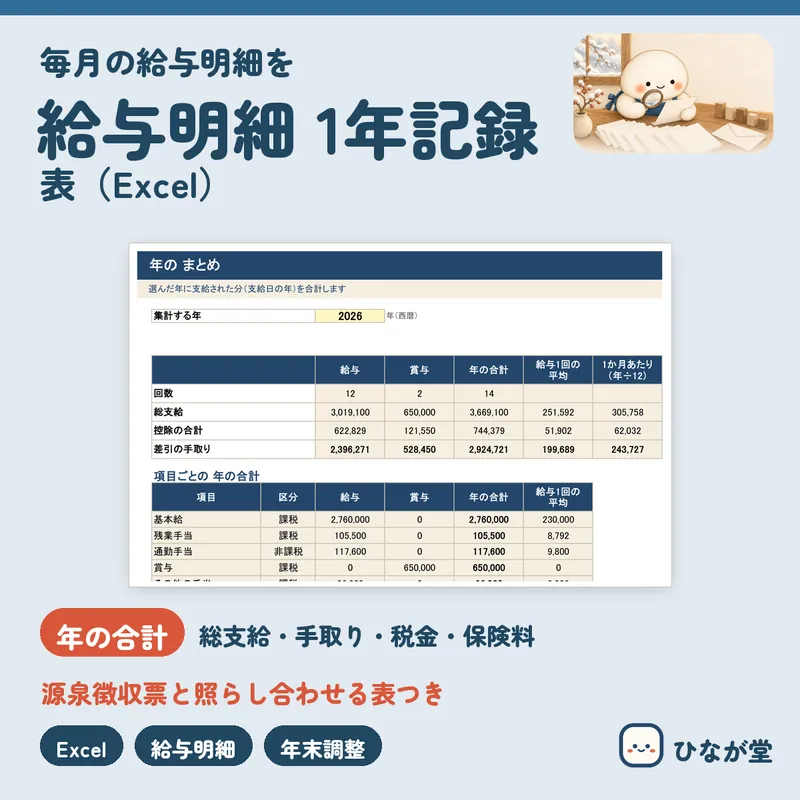 毎月の給与明細を
給与明細 1年記録
表（Excel）
年の まとめ
選んだ年に支給された分（支給日の年）を合計します
集計する年 2026 年（西暦）
給与 賞与 年の合計 給与1回の平均 1か月あたり（年÷12）
回数 12 2 14
総支給 3,019,100 650,000 3,669,100 251,592 305,758
控除の合計 622,829 121,550 744,379 51,902 62,032
差引の手取り 2,396,271 528,450 2,924,721 199,689 243,727
項目ごとの 年の合計
項目 区分 給与 賞与 年の合計 給与1回の平均
基本給 課税 2,760,000 0 2,760,000 230,000
残業手当 課税 105,500 0 105,500 8,792
通勤手当 非課税 117,600 0 117,600 9,800
賞与 課税 0 650,000 650,000 0
年の合計 総支給・手取り・税金・保険料
源泉徴収票と照らし合わせる表つき
Excel 給与明細 年末調整
ひなが堂